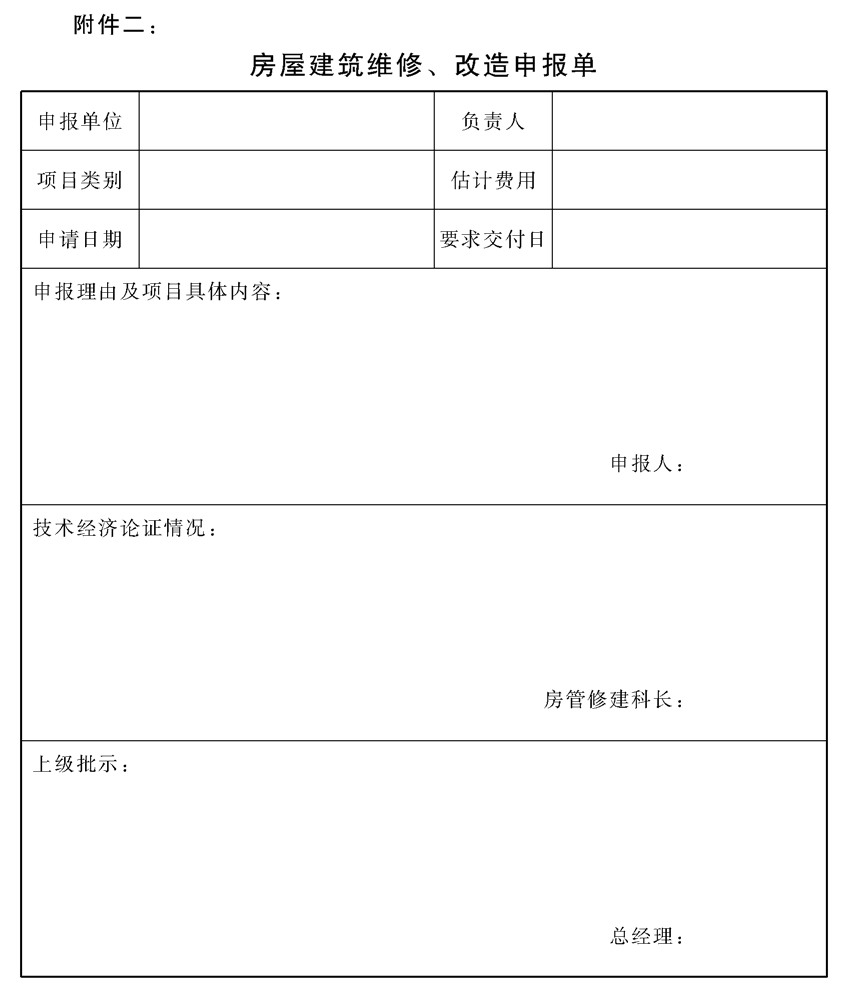 附件二：
房屋建筑维修、改造申报单
申报单位 负责人
项目类别 估计费用
申请日期 要求交付日
申报理由及项目具体内容：
申报人：
技术经济论证情况：
房管修建科长：
上级批示：
总经理：